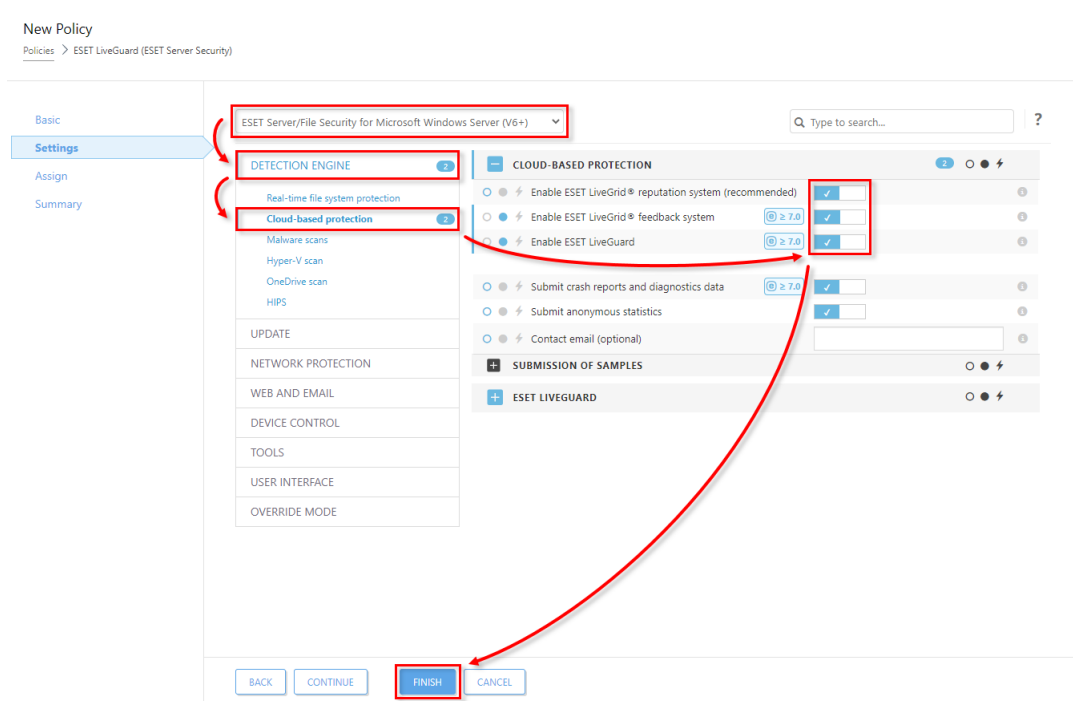 New Policy
Policies > ESET LiveGuard (ESET Server Security)
Basic
Settings
Assign
Summary
ESET Server/File Security for Microsoft Windows Server (V6+)
Type to search...
?
DETECTION ENGINE 2
Real-time file system protection
Cloud-based protection 2
Malware scans
Hyper-V scan
OneDrive scan
HIPS
UPDATE
NETWORK PROTECTION
WEB AND EMAIL
DEVICE CONTROL
TOOLS
USER INTERFACE
OVERRIDE MODE
CLOUD-BASED PROTECTION 2
Enable ESET LiveGrid® reputation system (recommended)
Enable ESET LiveGrid® feedback system ≥ 7.0
Enable ESET LiveGuard ≥ 7.0
Submit crash reports and diagnostics data ≥ 7.0
Submit anonymous statistics
Contact email (optional)
SUBMISSION OF SAMPLES
ESET LIVEGUARD
BACK CONTINUE FINISH CANCEL